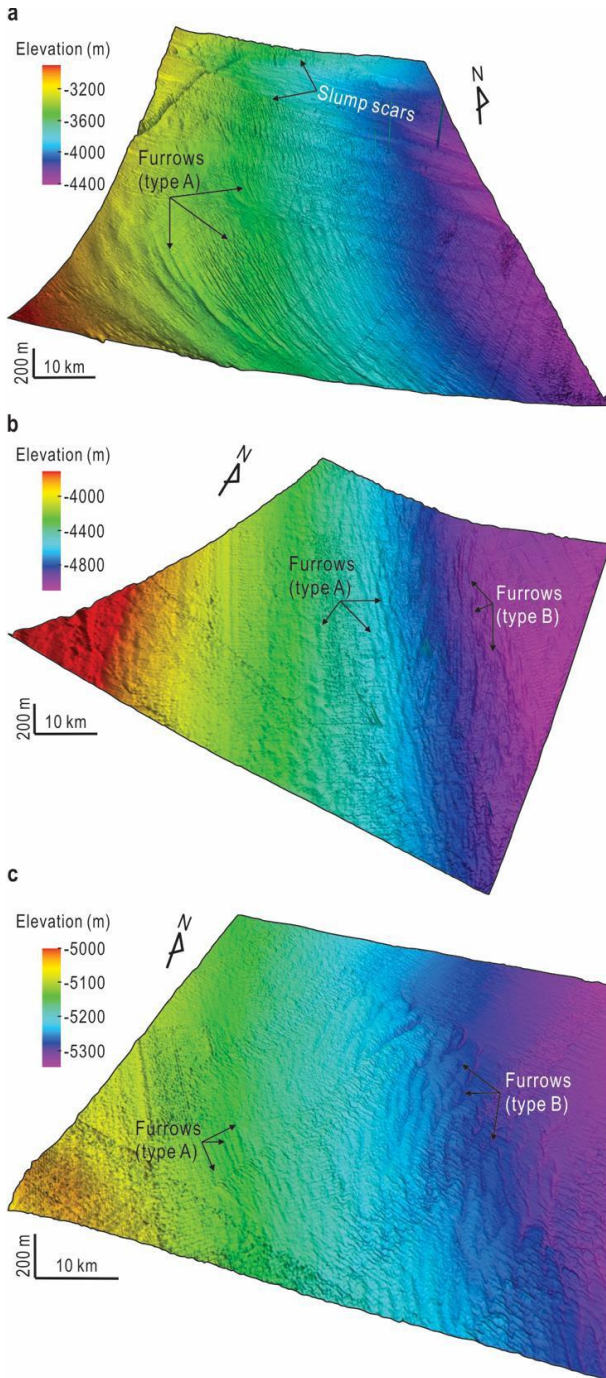 a
Elevation (m)
-3200
-3600
-4000
-4400
N
Slump scars
Furrows
(type A)
200 m
10 km
b
Elevation (m)
-4000
-4400
-4800
N
Furrows
(type A)
Furrows
(type B)
200 m
10 km
c
Elevation (m)
-5000
-5100
-5200
-5300
N
Furrows
(type A)
Furrows
(type B)
200 m
10 km